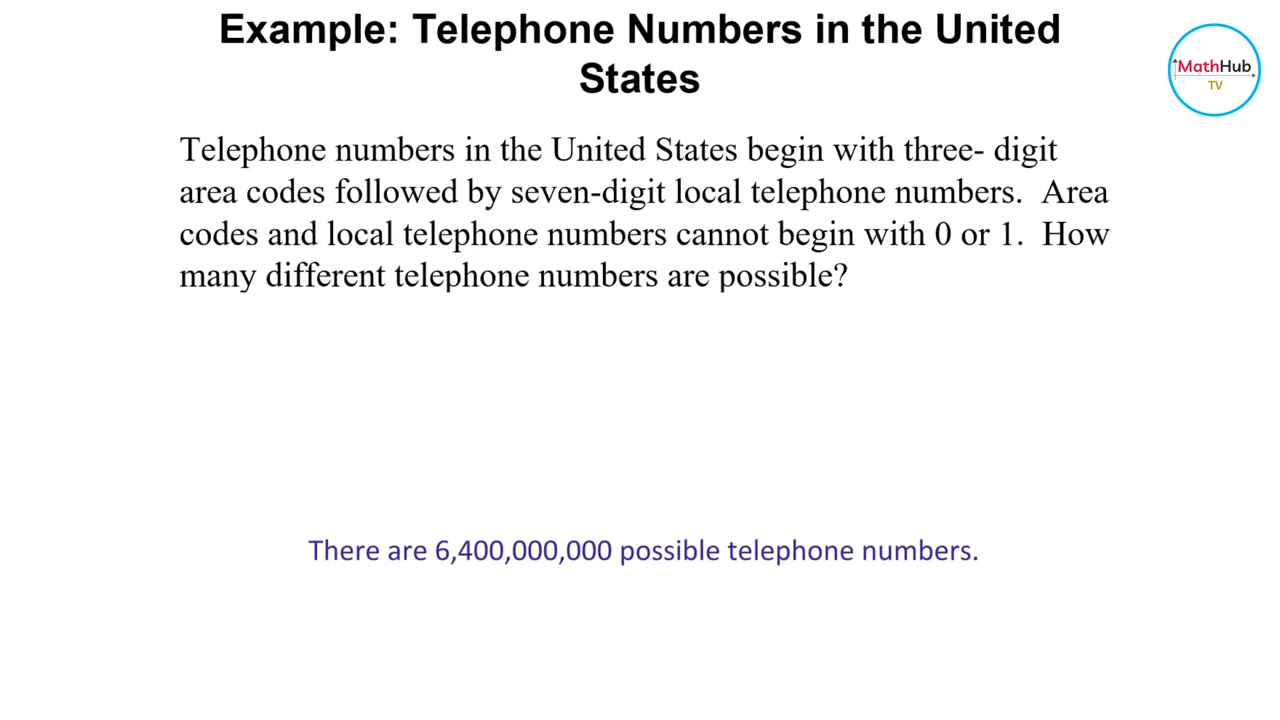 Example: Telephone Numbers in the United
States
MathHub
TV
Telephone numbers in the United States begin with three- digit
area codes followed by seven-digit local telephone numbers.  Area
codes and local telephone numbers cannot begin with 0 or 1.  How
many different telephone numbers are possible?
There are 6,400,000,000 possible telephone numbers.